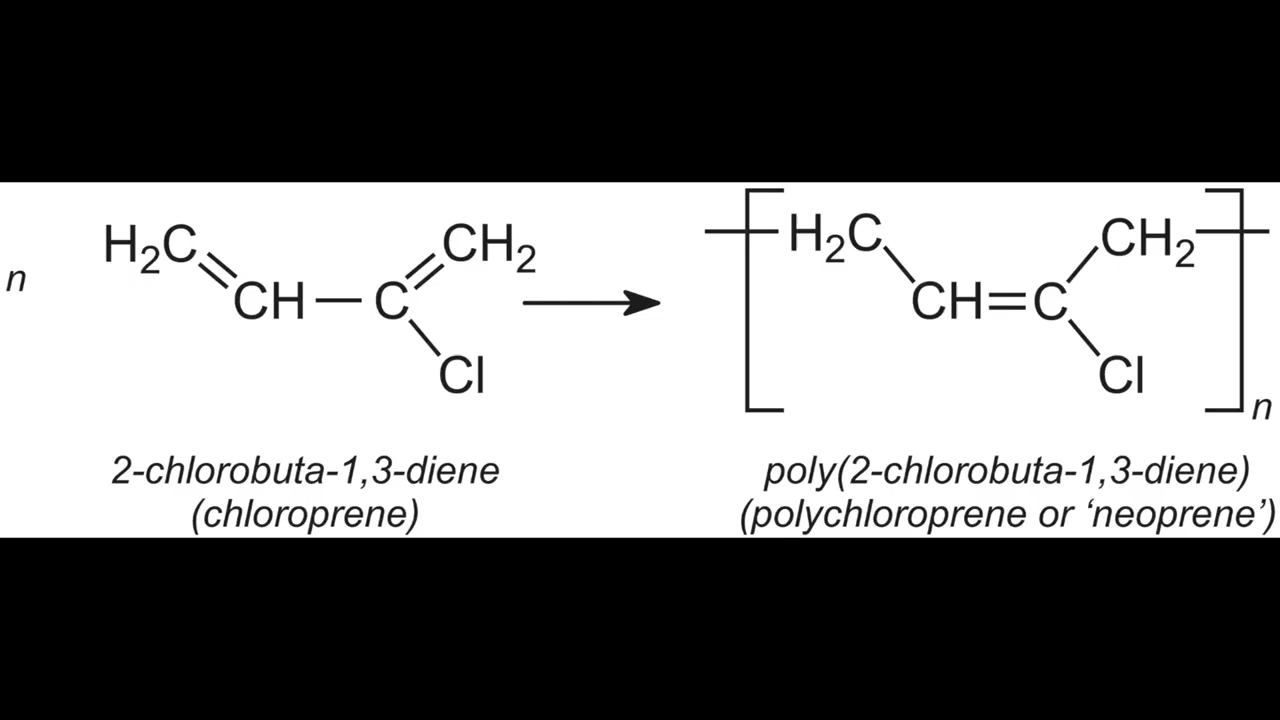 n
H₂C
CH₂
CH
C
Cl
H₂C
CH₂
CH=C
Cl
n
2-chlorobuta-1,3-diene
(chloroprene)
poly(2-chlorobuta-1,3-diene)
(polychloroprene or ‘neoprene’)